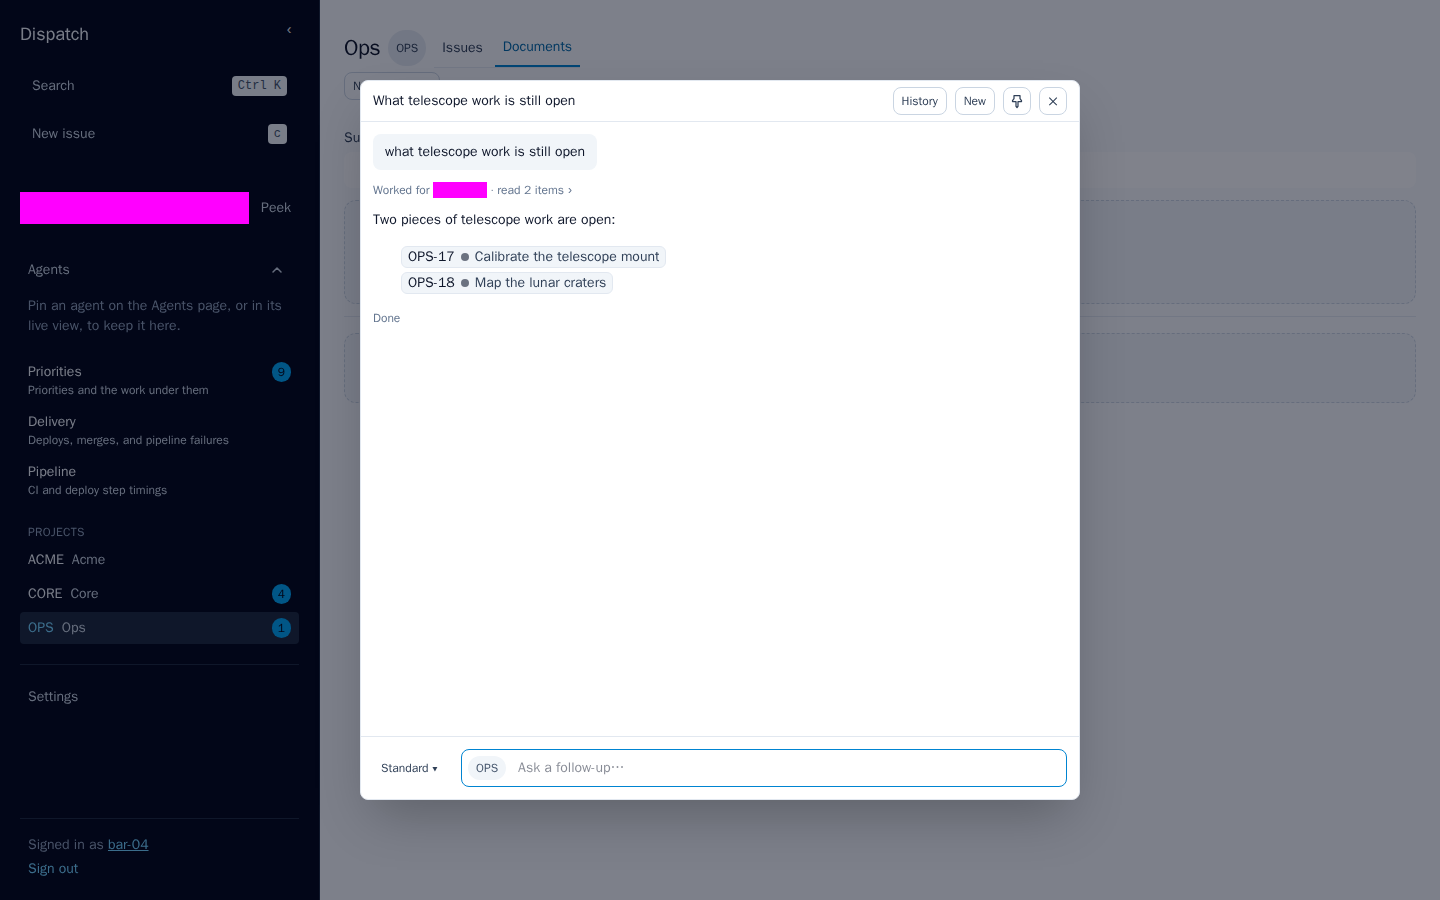 Dispatch
Search Ctrl K
New issue C
Peek
Agents
Pin an agent on the Agents page, or in its
live view, to keep it here.
Priorities 9
Priorities and the work under them
Delivery
Deploys, merges, and pipeline failures
Pipeline
CI and deploy step timings
PROJECTS
ACME Acme
CORE Core 4
OPS Ops 1
Settings
Signed in as bar-04
Sign out
Ops OPS Issues Documents
What telescope work is still open History New
what telescope work is still open
Worked for · read 2 items ›
Two pieces of telescope work are open:
OPS-17 Calibrate the telescope mount
OPS-18 Map the lunar craters
Done
Standard ▾ OPS Ask a follow-up…